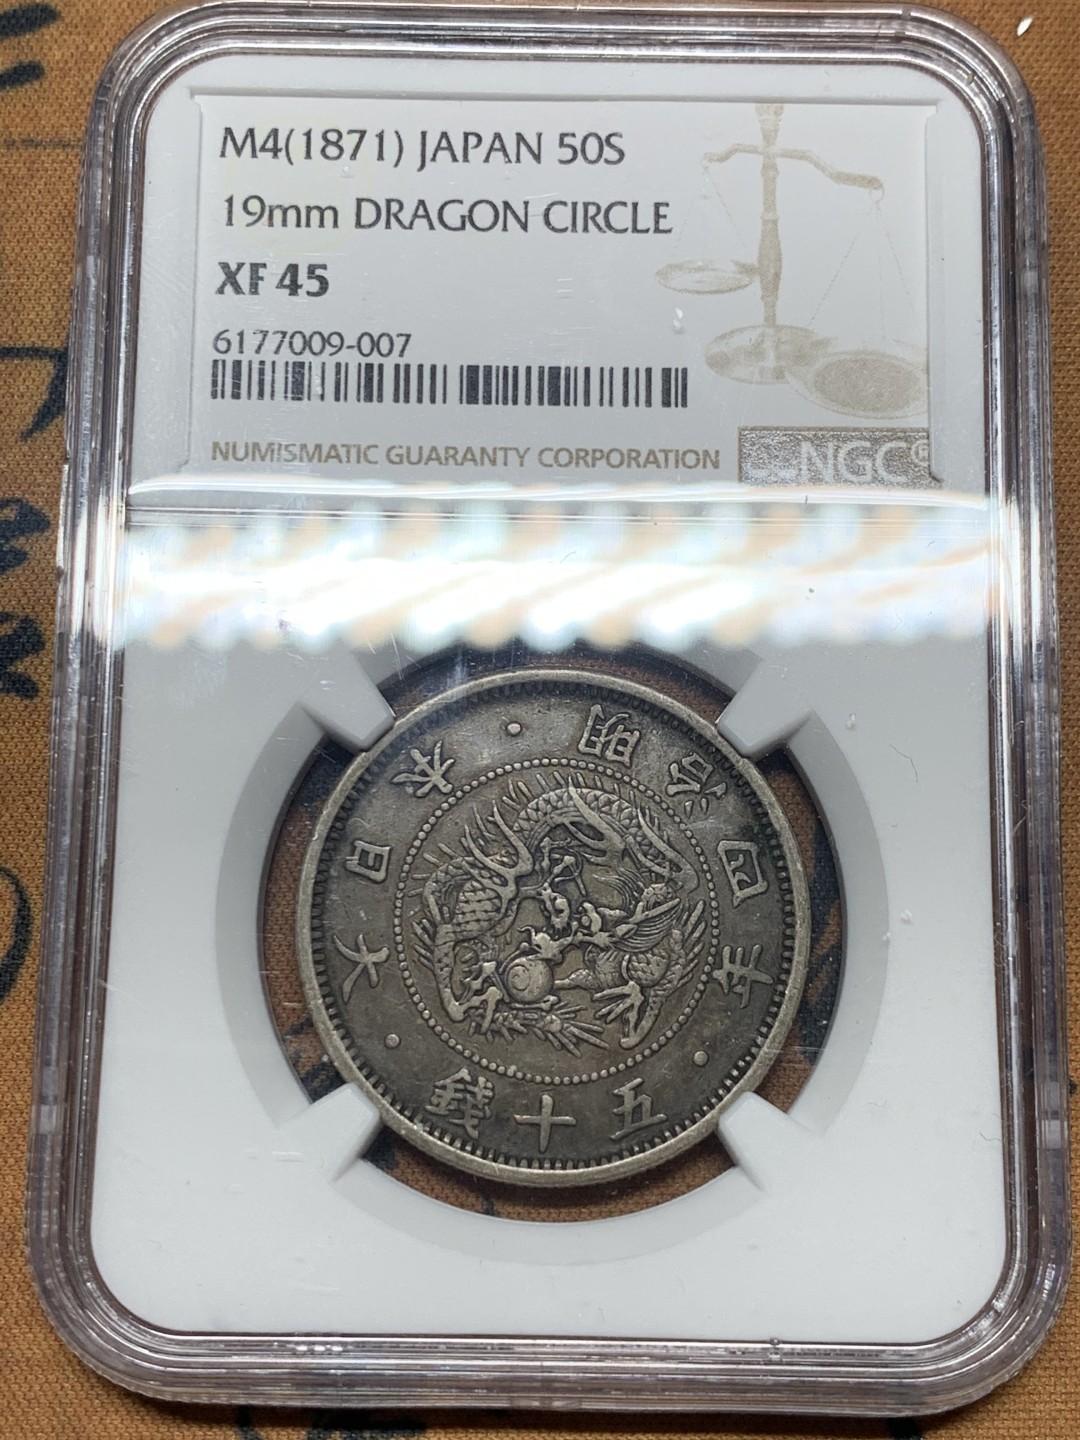 M4(1871) JAPAN 50S
19mm DRAGON CIRCLE
XF 45
6177009-007
NUMISMATIC GUARANTY CORPORATION
NGC®
大日本・明治四年・五十錢・